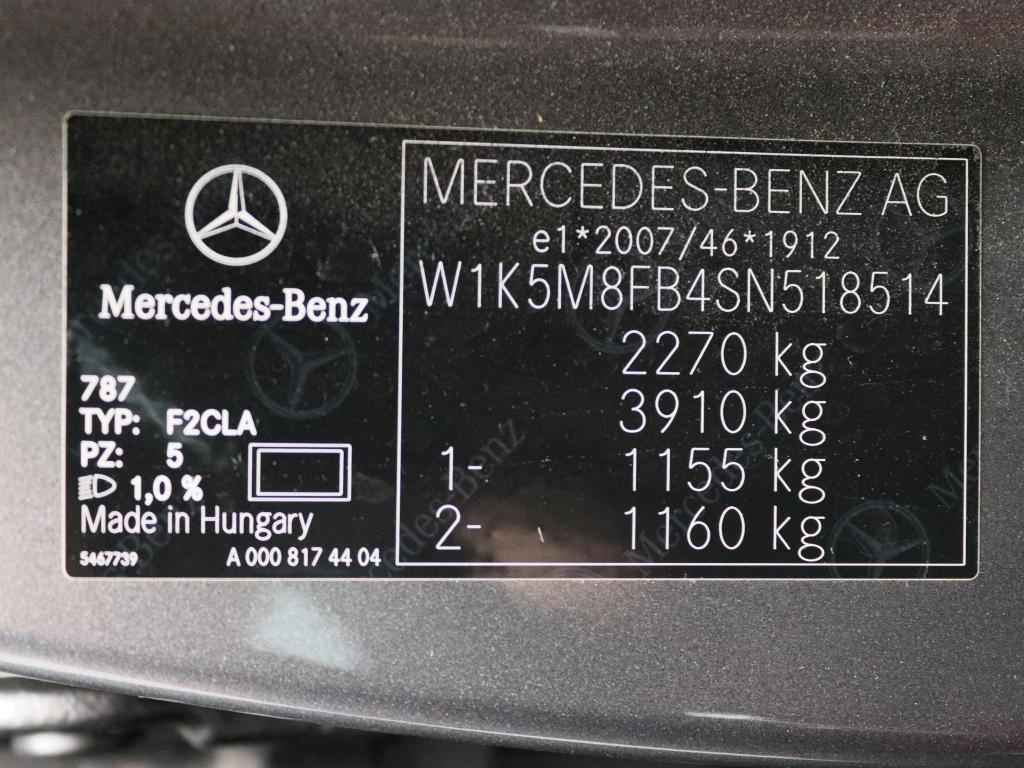 Mercedes-Benz
787
TYP: F2CLA
PZ: 5
1,0 %
Made in Hungary
5467739 A 000 817 44 04
MERCEDES-BENZ AG
e1*2007/46*1912
W1K5M8FB4SN518514
2270 kg
3910 kg
1- 1155 kg
2- 1160 kg